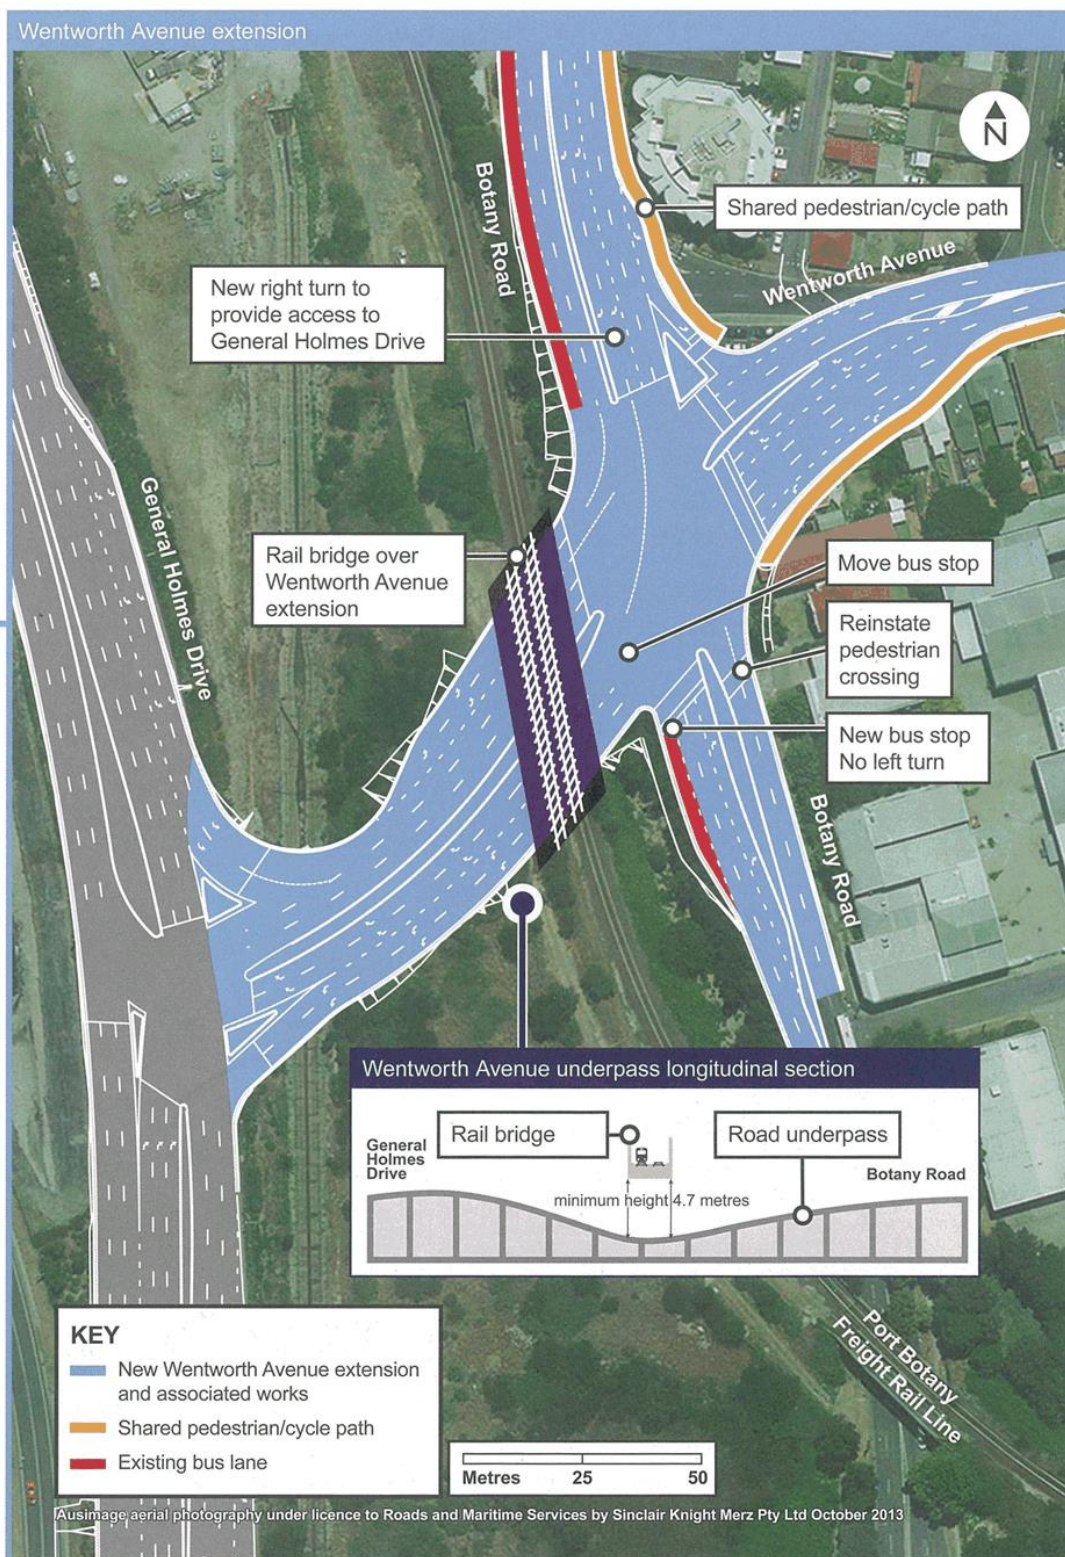 Wentworth Avenue extension
N
Botany Road
Shared pedestrian/cycle path
Wentworth Avenue
New right turn to
provide access to
General Holmes Drive
General Holmes Drive
Rail bridge over
Wentworth Avenue
extension
Move bus stop
Reinstate
pedestrian
crossing
New bus stop
No left turn
Botany Road
Wentworth Avenue underpass longitudinal section
Rail bridge
Road underpass
General
Holmes
Drive
Botany Road
minimum height 4.7 metres
Port Botany
Freight Rail Line
KEY
New Wentworth Avenue extension
and associated works
Shared pedestrian/cycle path
Existing bus lane
Metres 25 50
Ausimage aerial photography under licence to Roads and Maritime Services by Sinclair Knight Merz Pty Ltd October 2013